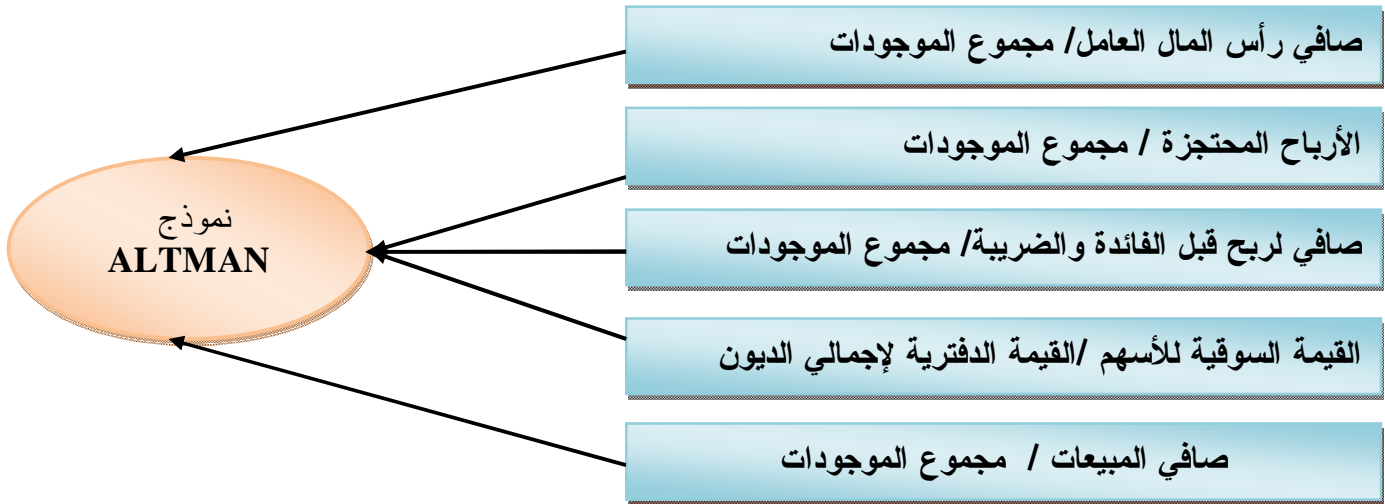 صافي رأس المال العامل/ مجموع الموجودات
الأرباح المحتجزة / مجموع الموجودات
صافي لربح قبل الفائدة والضريبة/ مجموع الموجودات
القيمة السوقية للأسهم /القيمة الدفترية لإجمالي الديون
صافي المبيعات / مجموع الموجودات
نموذج
ALTMAN